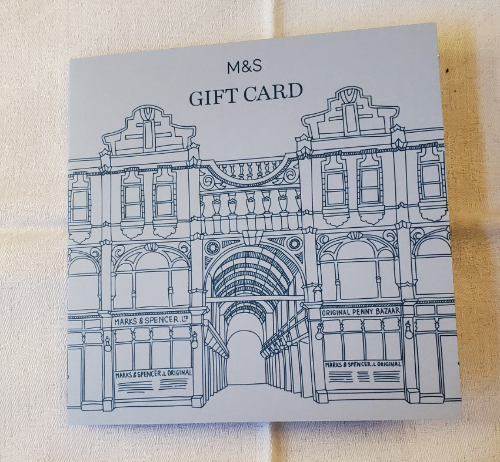 M&S
GIFT CARD
MARKS & SPENCER LTD
ORIGINAL PENNY BAZAAR
MARKS & SPENCER ORIGINAL
MARKS & SPENCER ORIGINAL